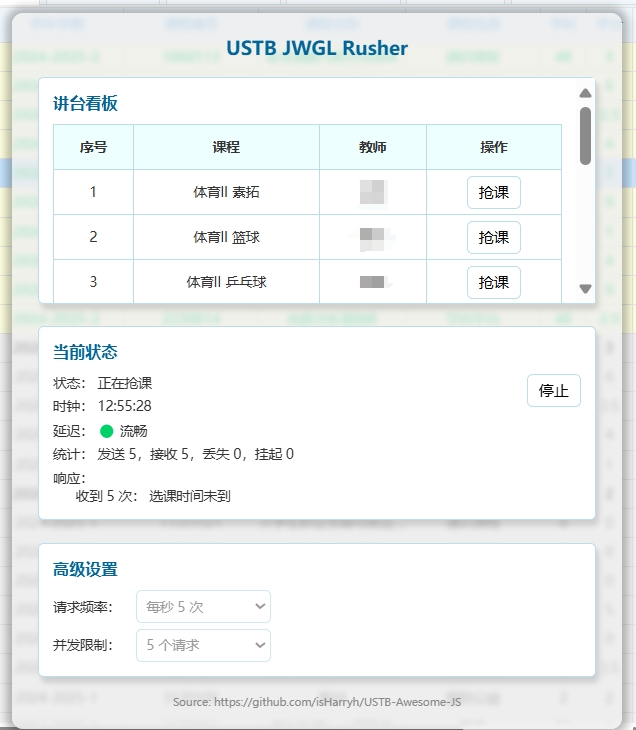 USTB JWGL Rusher
讲台看板
序号 课程 教师 操作
1 体育II 素拓 抢课
2 体育II 篮球 抢课
3 体育II 乒乓球 抢课
当前状态
状态： 正在抢课
停止
时钟： 12:55:28
延迟： 流畅
统计： 发送 5，接收 5，丢失 0，挂起 0
响应：
收到 5 次： 选课时间未到
高级设置
请求频率： 每秒 5 次
并发限制： 5 个请求
Source: https://github.com/isHarryh/USTB-Awesome-JS